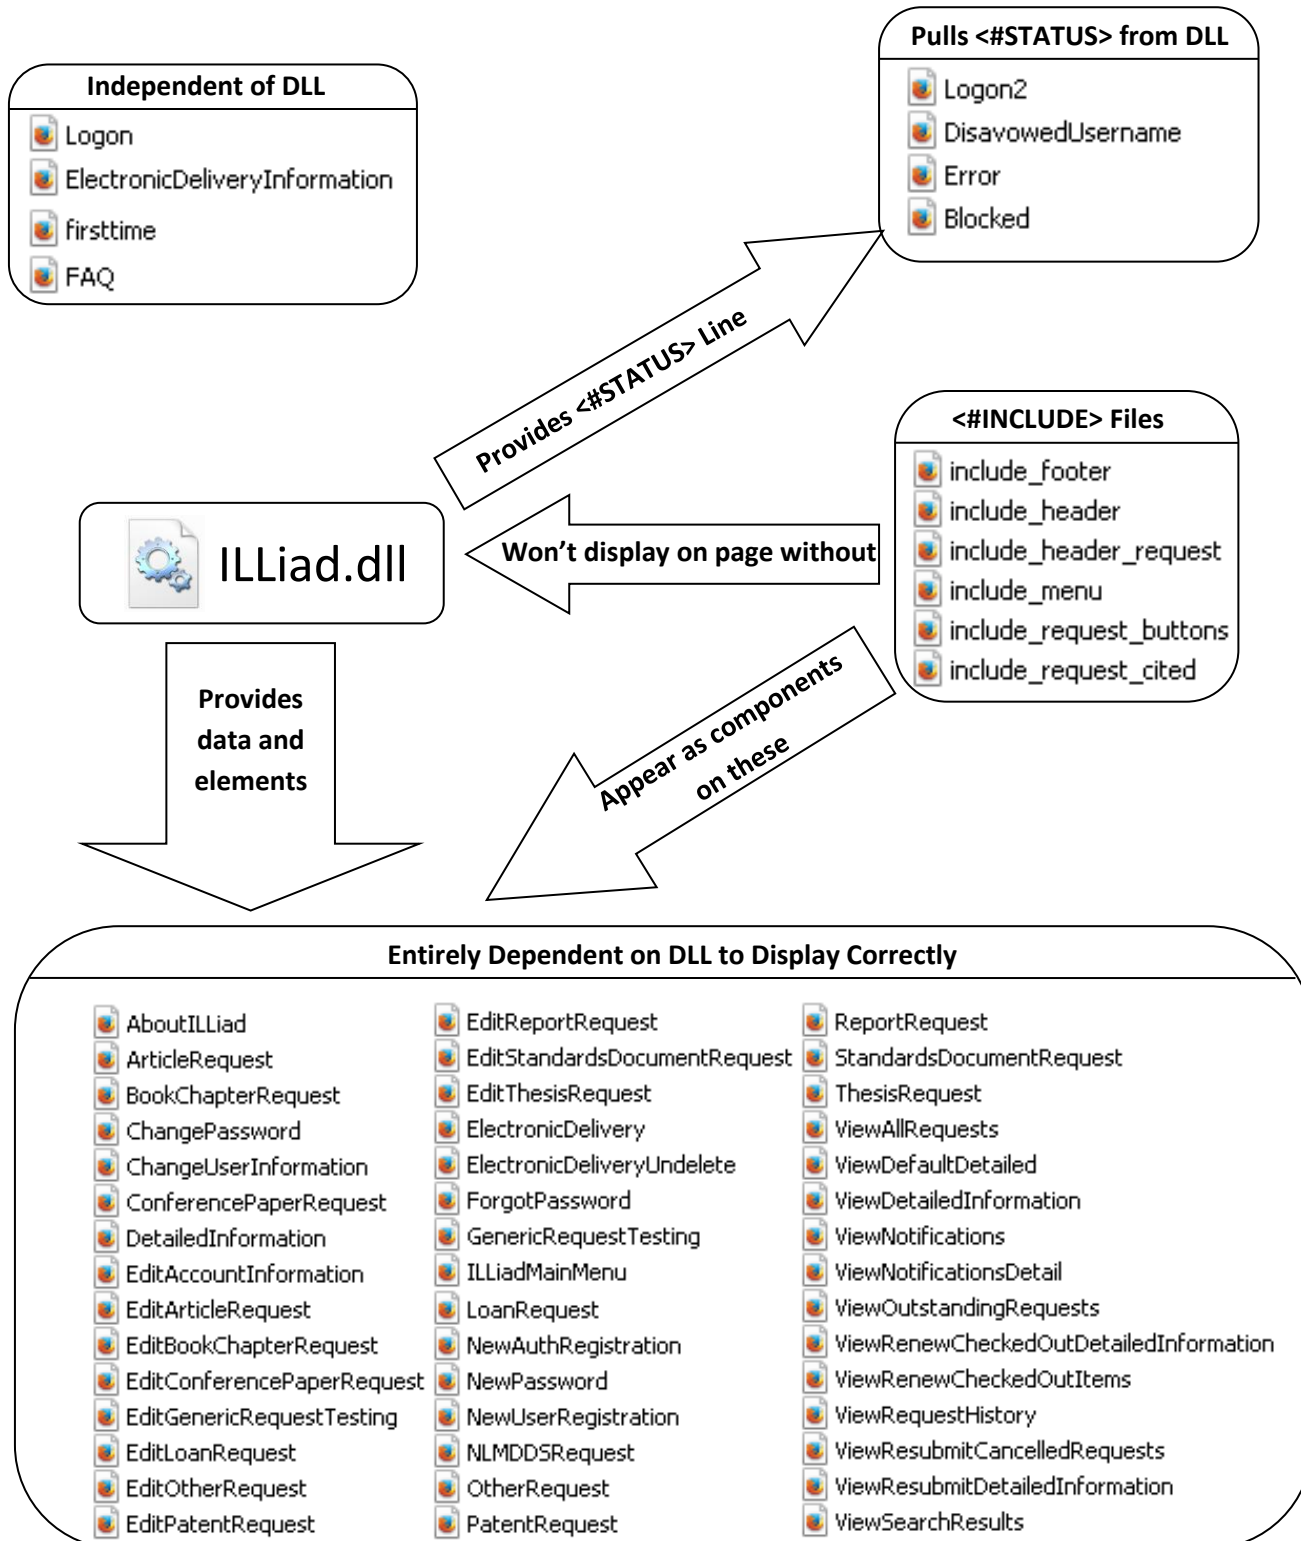 Pulls <#STATUS> from DLL
Logon2
DisavowedUsername
Error
Blocked
Independent of DLL
Logon
ElectronicDeliveryInformation
firsttime
FAQ
Provides <#STATUS> Line
<#INCLUDE> Files
include_footer
include_header
include_header_request
include_menu
include_request_buttons
include_request_cited
ILLiad.dll
Won’t display on page without
Provides
data and
elements
Appear as components
on these
Entirely Dependent on DLL to Display Correctly
AboutILLiad
ArticleRequest
BookChapterRequest
ChangePassword
ChangeUserInformation
ConferencePaperRequest
DetailedInformation
EditAccountInformation
EditArticleRequest
EditBookChapterRequest
EditConferencePaperRequest
EditGenericRequestTesting
EditLoanRequest
EditOtherRequest
EditPatentRequest
EditReportRequest
EditStandardsDocumentRequest
EditThesisRequest
ElectronicDelivery
ElectronicDeliveryUndelete
ForgotPassword
GenericRequestTesting
ILLiadMainMenu
LoanRequest
NewAuthRegistration
NewPassword
NewUserRegistration
NLMDDSRequest
OtherRequest
PatentRequest
ReportRequest
StandardsDocumentRequest
ThesisRequest
ViewAllRequests
ViewDefaultDetailed
ViewDetailedInformation
ViewNotifications
ViewNotificationsDetail
ViewOutstandingRequests
ViewRenewCheckedOutDetailedInformation
ViewRenewCheckedOutItems
ViewRequestHistory
ViewResubmitCancelledRequests
ViewResubmitDetailedInformation
ViewSearchResults